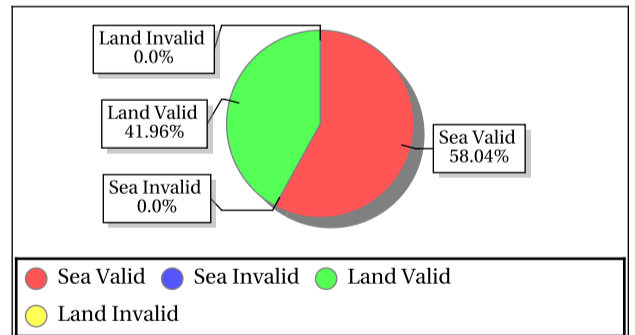 Land Invalid
0.0%
Land Valid
41.96%
Sea Valid
58.04%
Sea Invalid
0.0%
Sea Valid
Sea Invalid
Land Valid
Land Invalid